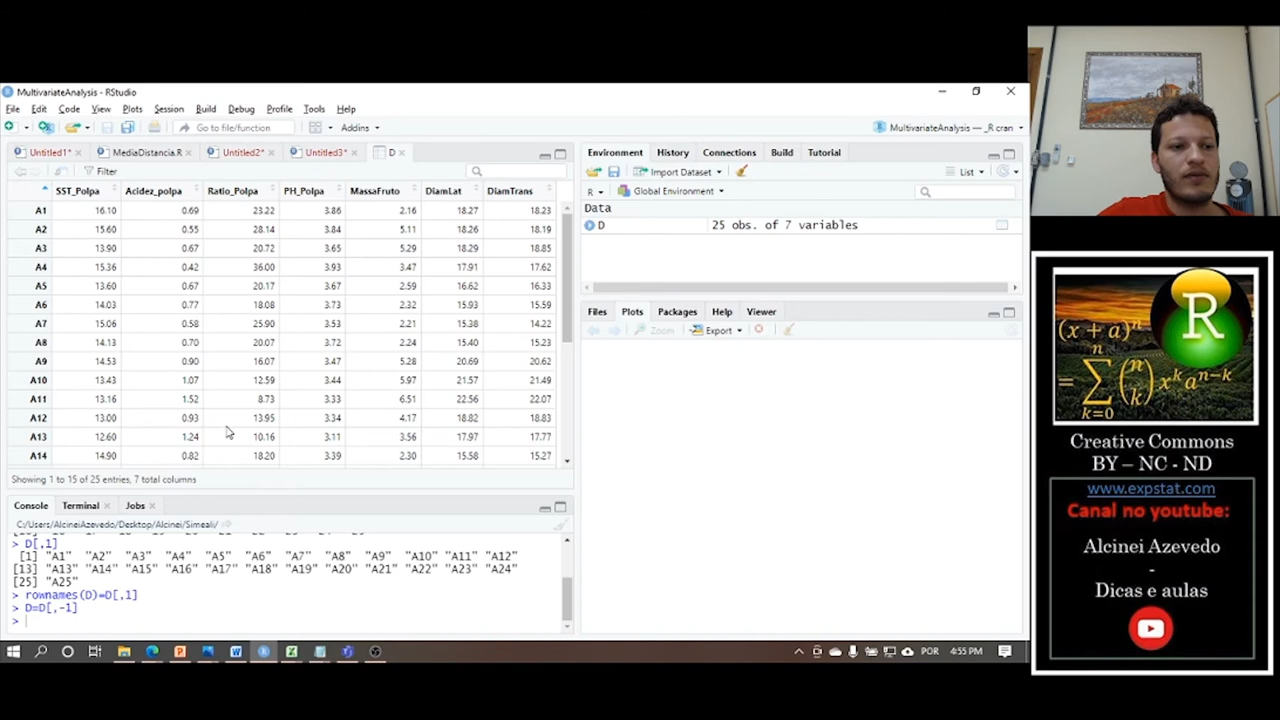 MultivariateAnalysis - RStudio
File Edit Code View Plots Session Build Debug Profile Tools Help
Go to file/function Addins MultivariateAnalysis — _R cran
Untitled1* MediaDistancia.R Untitled2* Untitled3* D
Filter
SST_Polpa Acidez_polpa Ratio_Polpa PH_Polpa MassaFruto DiamLat DiamTrans
A1 16.10 0.69 23.22 3.86 2.16 18.27 18.23
A2 15.60 0.55 28.14 3.84 5.11 18.26 18.19
A3 13.90 0.67 20.72 3.65 5.29 18.29 18.85
A4 15.36 0.42 36.00 3.93 3.47 17.91 17.62
A5 13.60 0.67 20.17 3.67 2.59 16.62 16.33
A6 14.03 0.77 18.08 3.73 2.32 15.93 15.59
A7 15.06 0.58 25.90 3.53 2.21 15.38 14.22
A8 14.13 0.70 20.07 3.72 2.24 15.40 15.23
A9 14.53 0.90 16.07 3.47 5.28 20.69 20.62
A10 13.43 1.07 12.59 3.44 5.97 21.57 21.49
A11 13.16 1.52 8.73 3.33 6.51 22.56 22.07
A12 13.00 0.93 13.95 3.34 4.17 18.82 18.83
A13 12.60 1.24 10.16 3.11 3.56 17.97 17.77
A14 14.90 0.82 18.20 3.39 2.30 15.58 15.27
Showing 1 to 15 of 25 entries, 7 total columns
Console Terminal Jobs
C:/Users/AlcineiAzevedo/Desktop/Alcinei/Simeali/
> D[,1]
[1] "A1" "A2" "A3" "A4" "A5" "A6" "A7" "A8" "A9" "A10" "A11" "A12"
[13] "A13" "A14" "A15" "A16" "A17" "A18" "A19" "A20" "A21" "A22" "A23" "A24"
[25] "A25"
> rownames(D)=D[,1]
> D=D[,-1]
>
Environment History Connections Build Tutorial
Import Dataset List
R Global Environment
Data
D 25 obs. of 7 variables
Files Plots Packages Help Viewer
Zoom Export
POR 4:55 PM
R
(x + a)^n
= ∑ n k=0 (n k) x^k a^{n−k}
Creative Commons
BY – NC - ND
www.expstat.com
Canal no youtube:
Alcinei Azevedo
-
Dicas e aulas